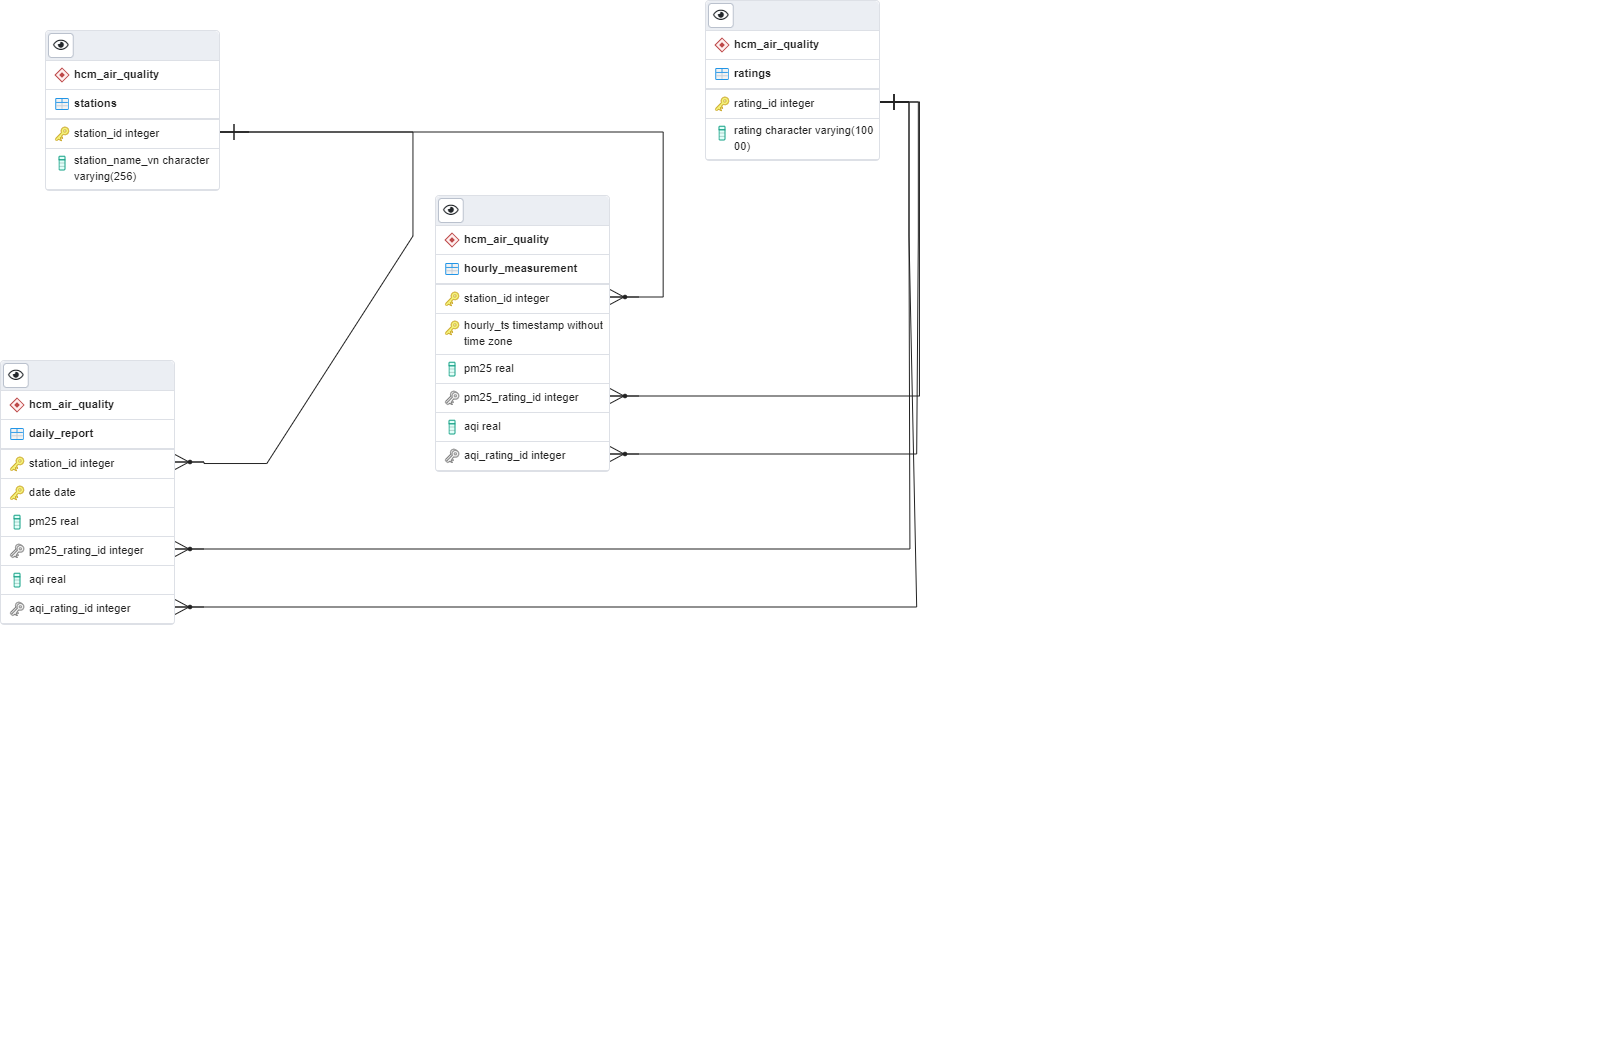 hcm_air_quality
stations
station_id integer
station_name_vn character
varying(256)
hcm_air_quality
ratings
rating_id integer
rating character varying(100
00)
hcm_air_quality
hourly_measurement
station_id integer
hourly_ts timestamp without
time zone
pm25 real
pm25_rating_id integer
aqi real
aqi_rating_id integer
hcm_air_quality
daily_report
station_id integer
date date
pm25 real
pm25_rating_id integer
aqi real
aqi_rating_id integer